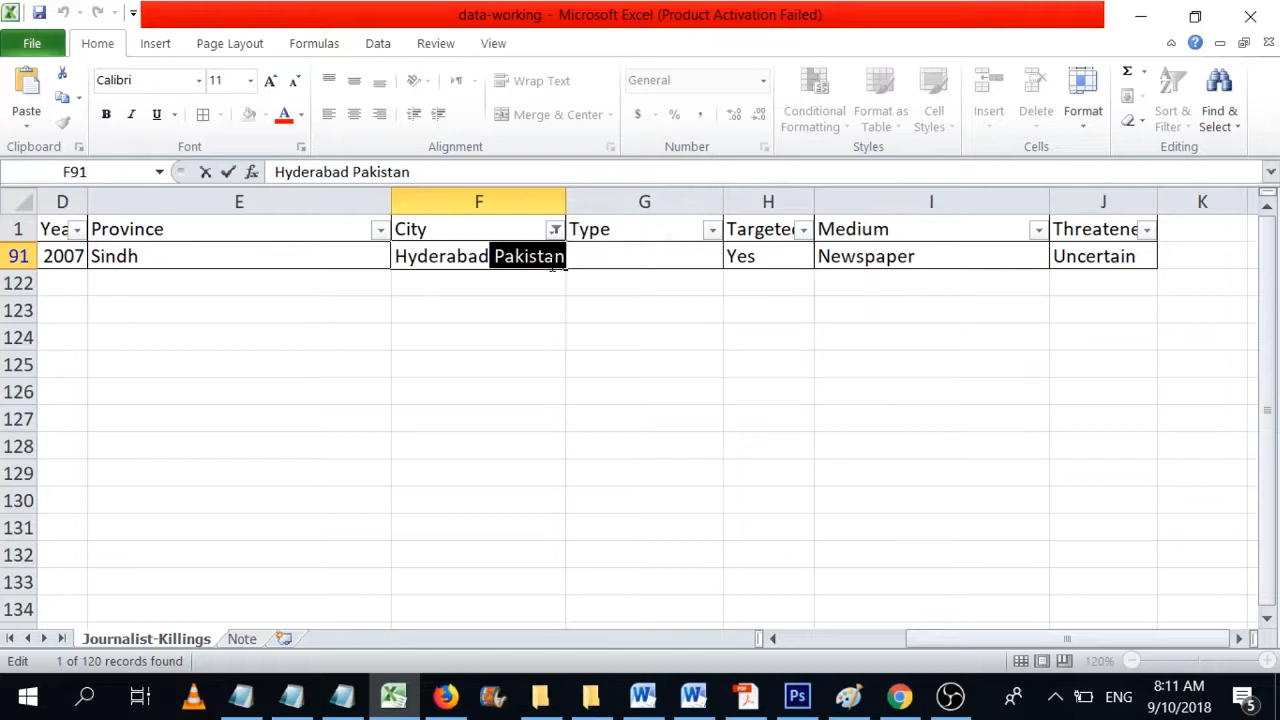 data-working - Microsoft Excel (Product Activation Failed)
File Home Insert Page Layout Formulas Data Review View
Calibri 11 Wrap Text General
Paste B I U A Merge & Center $ % , Conditional Formatting Format as Table Cell Styles Insert Delete Format Sort & Filter Find & Select
Clipboard Font Alignment Number Styles Cells Editing
F91 fx Hyderabad Pakistan
D E F G H I J K
1 Yea Province City Type Targete Medium Threatene
91 2007 Sindh Hyderabad Pakistan Yes Newspaper Uncertain
122
123
124
125
126
127
128
129
130
131
132
133
134
Journalist-Killings Note
Edit 1 of 120 records found 120%
ENG 8:11 AM
9/10/2018 5